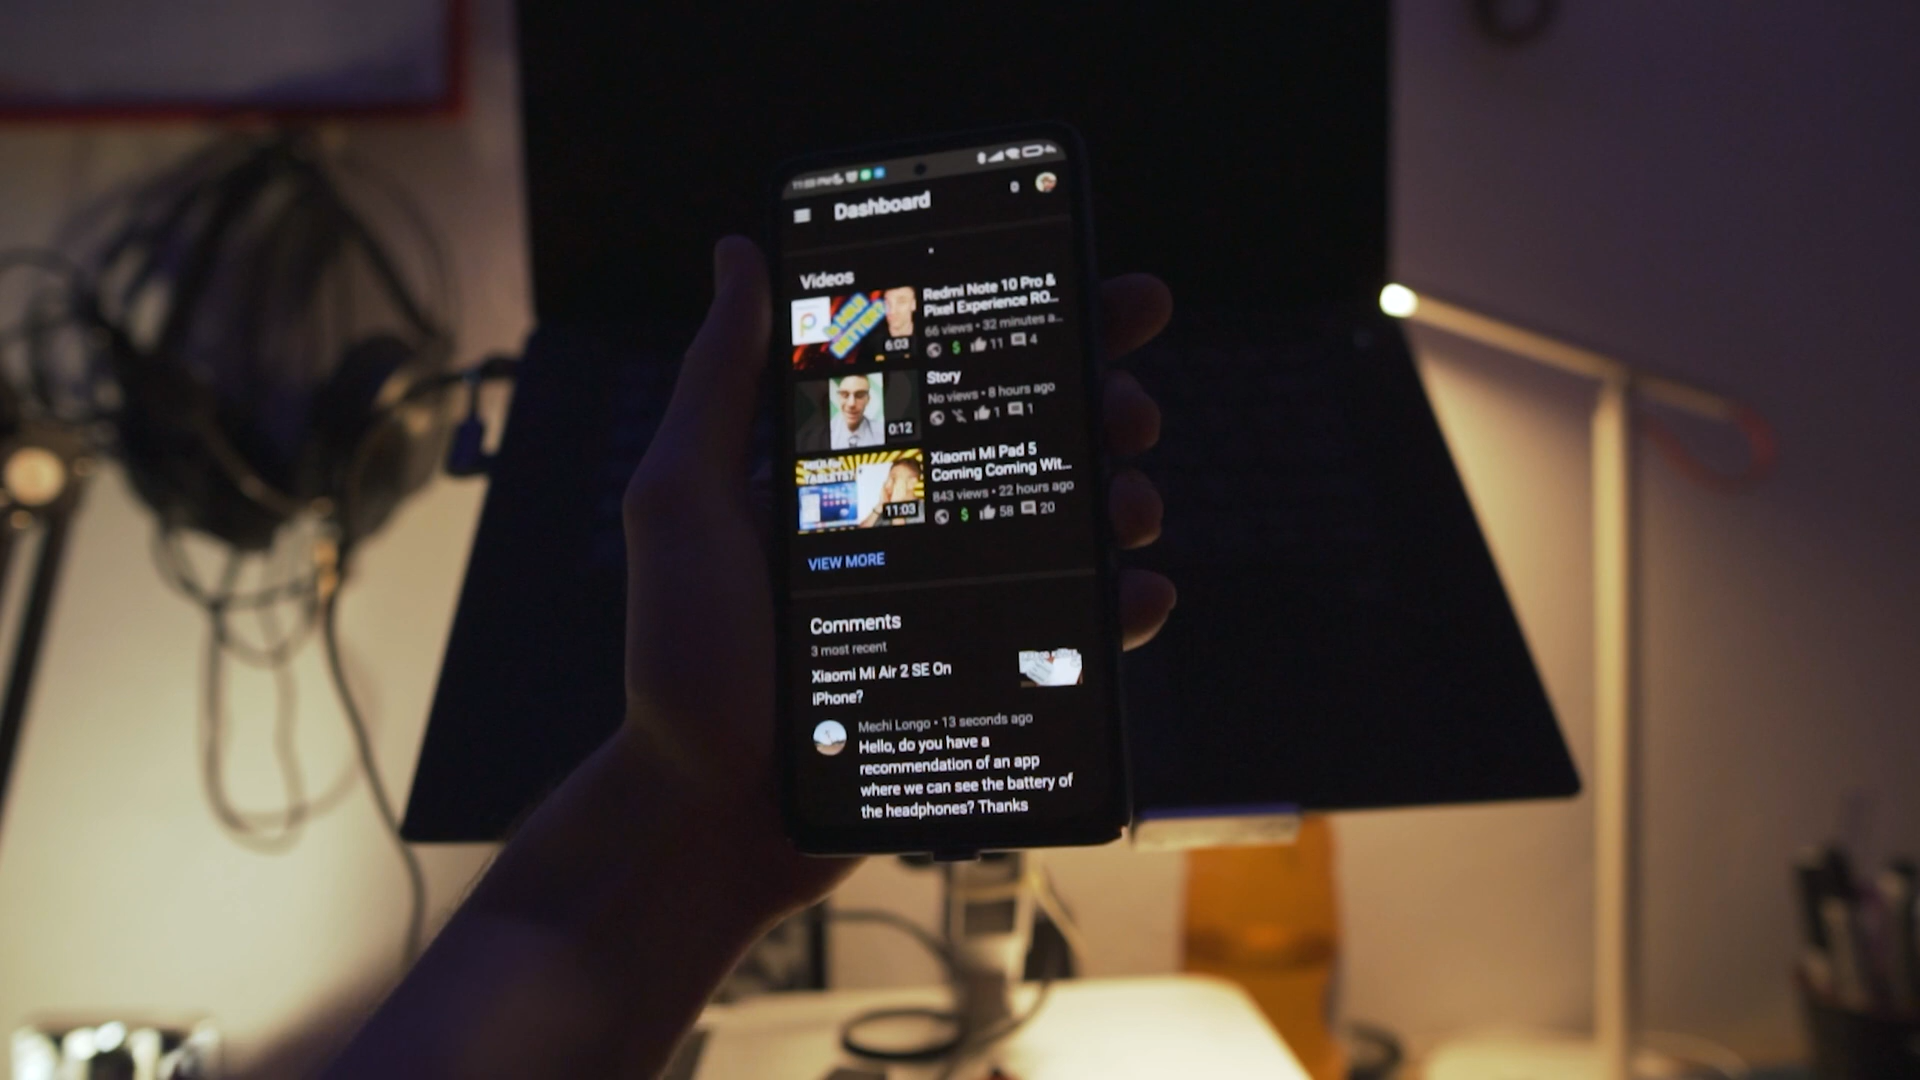 Dashboard
Videos
6:03
Redmi Note 10 Pro &
Pixel Experience RO...
66 views • 32 minutes a...
11 4
0:12
Story
No views • 8 hours ago
1 1
TABLETS?
11:03
Xiaomi Mi Pad 5
Coming Coming Wit...
843 views • 22 hours ago
$ 58 20
VIEW MORE
Comments
3 most recent
Xiaomi Mi Air 2 SE On
iPhone?
Mechi Longo • 13 seconds ago
Hello, do you have a
recommendation of an app
where we can see the battery of
the headphones? Thanks